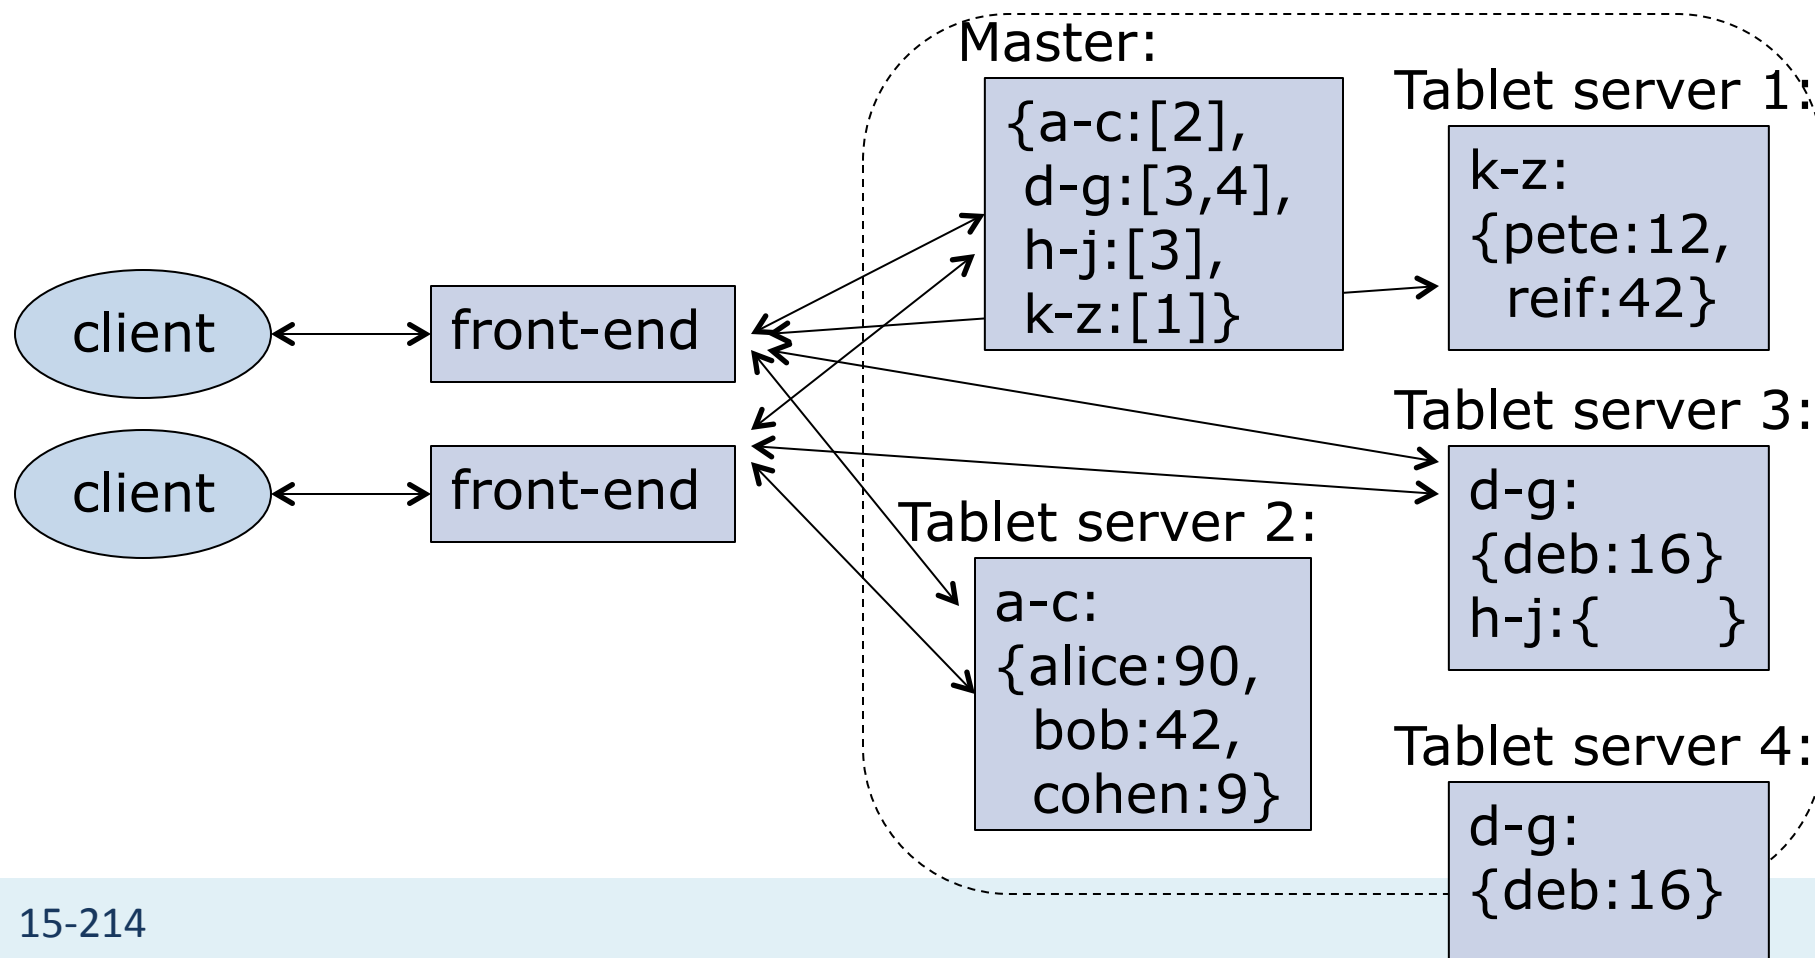 Master:
{a-c:[2],
d-g:[3,4],
h-j:[3],
k-z:[1]}
Tablet server 1:
k-z:
{pete:12,
reif:42}
client
front-end
client
front-end
Tablet server 3:
d-g:
{deb:16}
h-j:{ }
Tablet server 2:
a-c:
{alice:90,
bob:42,
cohen:9}
Tablet server 4:
d-g:
{deb:16}
15-214